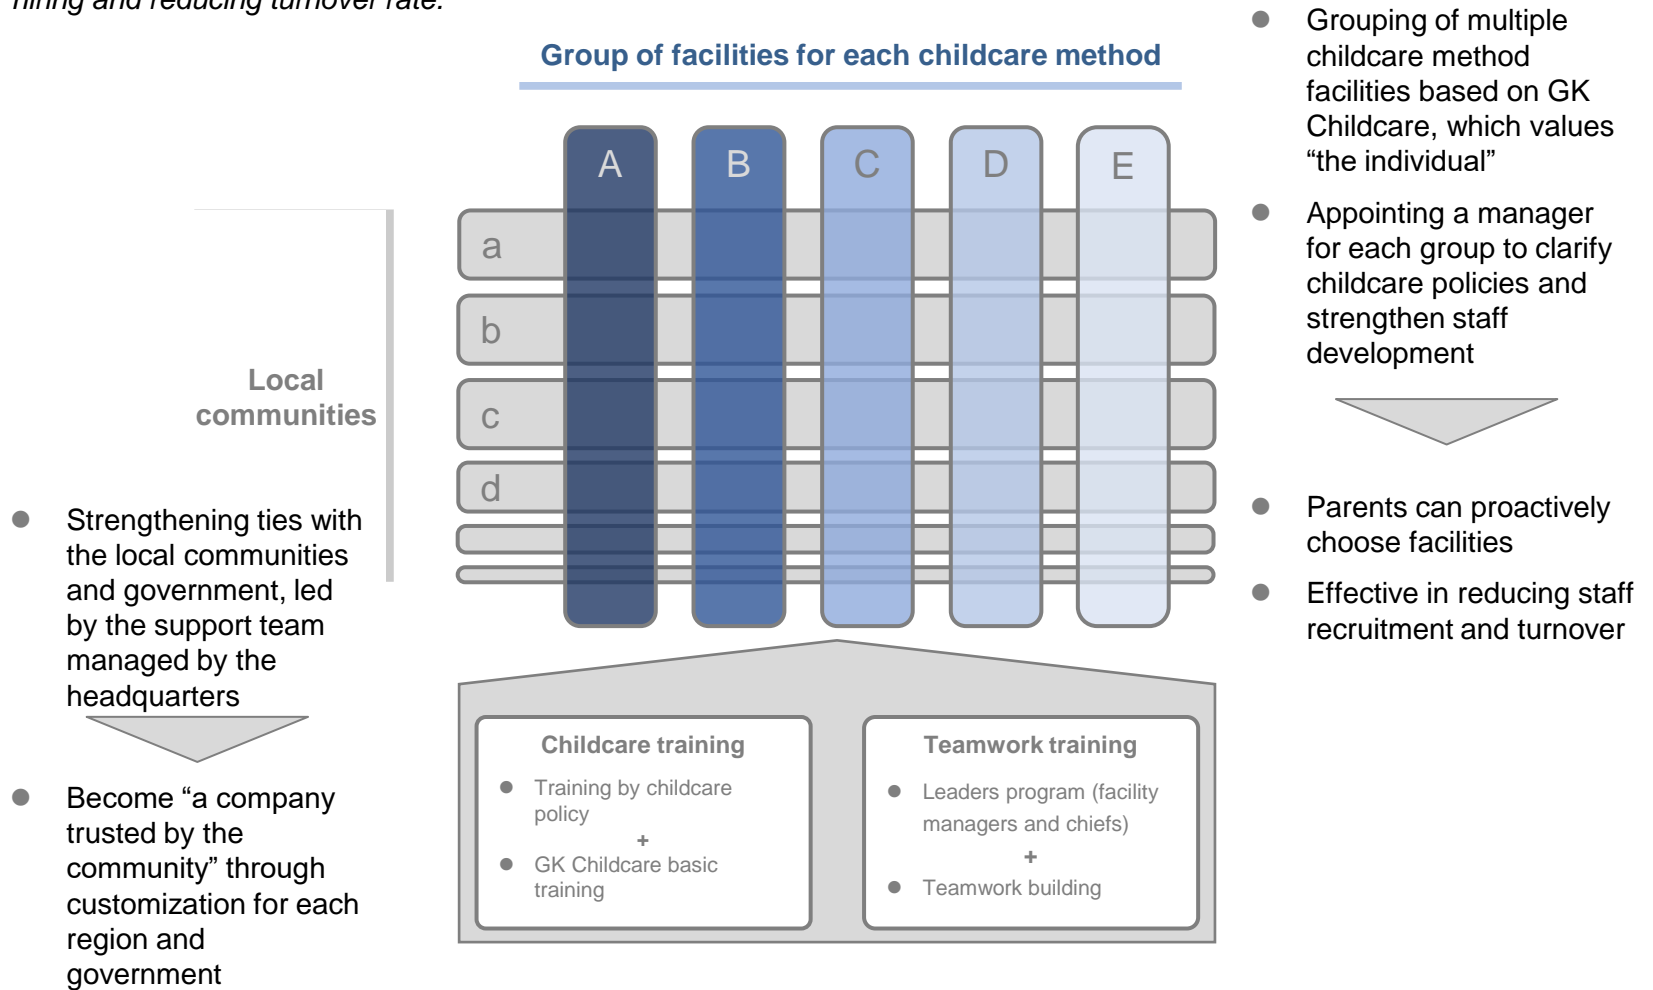 hiring and reducing turnover rate.
Group of facilities for each childcare method
A
B
C
D
E
a
b
c
d
Local
communities
● Strengthening ties with
the local communities
and government, led
by the support team
managed by the
headquarters
● Become “a company
trusted by the
community” through
customization for each
region and
government
● Grouping of multiple
childcare method
facilities based on GK
Childcare, which values
“the individual”
● Appointing a manager
for each group to clarify
childcare policies and
strengthen staff
development
● Parents can proactively
choose facilities
● Effective in reducing staff
recruitment and turnover
Childcare training
● Training by childcare
policy
+
● GK Childcare basic
training
Teamwork training
● Leaders program (facility
managers and chiefs)
+
● Teamwork building